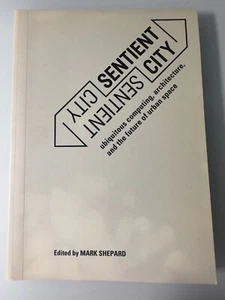 SENTIENT
CITY
SENTIENT
CITY
ubiquitous computing, architecture,
and the future of urban space
Edited by MARK SHEPARD